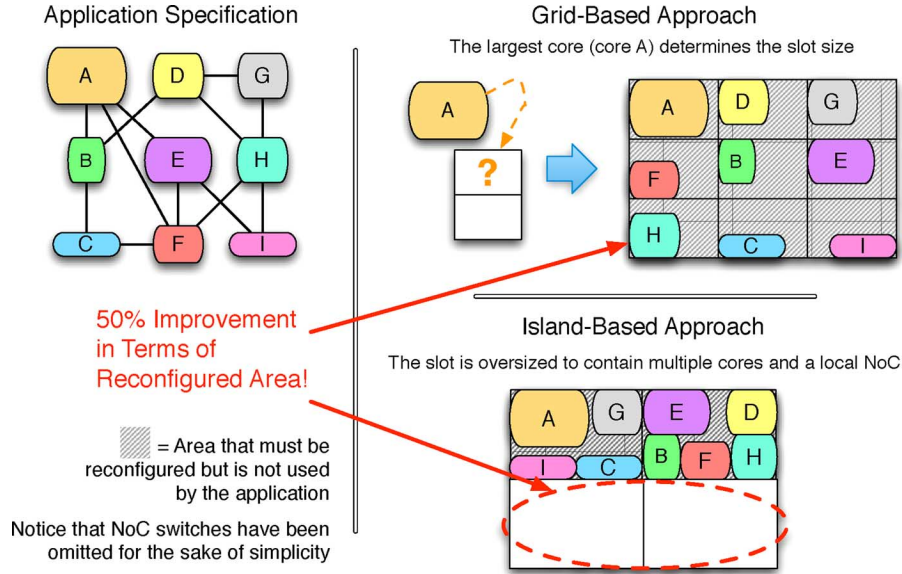 Application Specification
A
D
G
B
E
H
C
F
I
50% Improvement
in Terms of
Reconfigured Area!
= Area that must be
reconfigured but is not used
by the application
Notice that NoC switches have been
omitted for the sake of simplicity
Grid-Based Approach
The largest core (core A) determines the slot size
A
?
A
D
G
F
B
E
H
C
I
Island-Based Approach
The slot is oversized to contain multiple cores and a local NoC
A
G
E
D
I
C
B
F
H